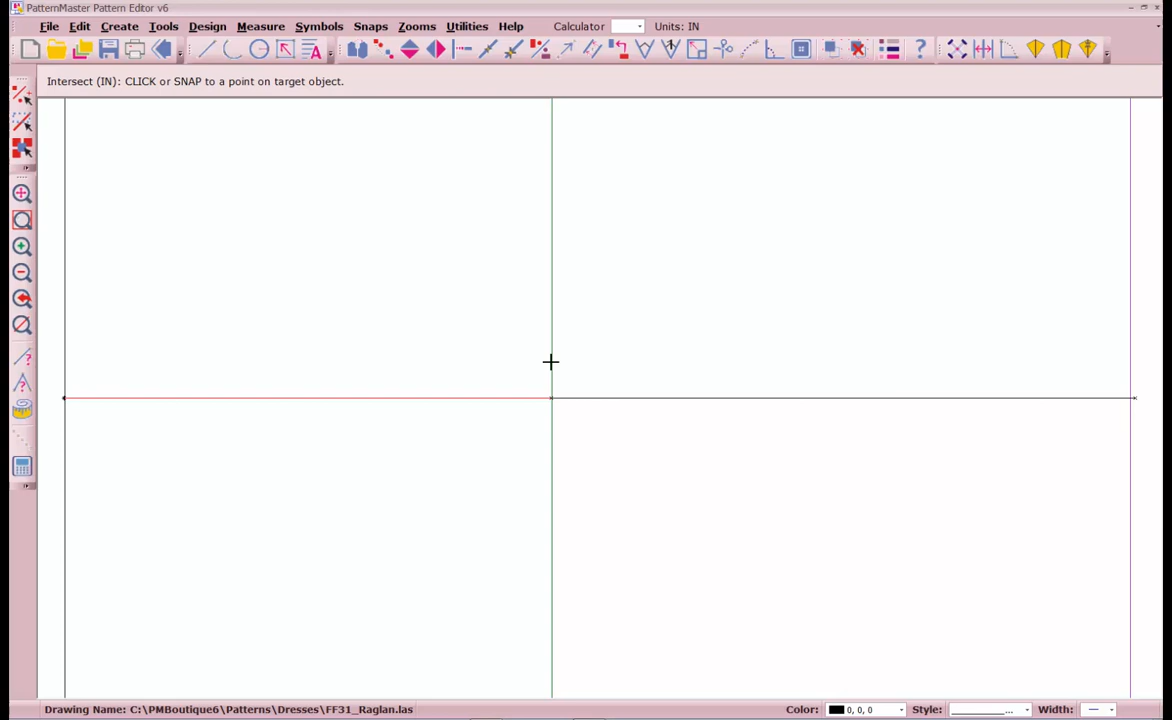 PatternMaster Pattern Editor v6
File Edit Create Tools Design Measure Symbols Snaps Zooms Utilities Help Calculator Units: IN
Intersect (IN): CLICK or SNAP to a point on target object.
Drawing Name: C:\PMBoutique6\Patterns\Dresses\FF31_Raglan.las Color: 0, 0, 0 Style: Width: